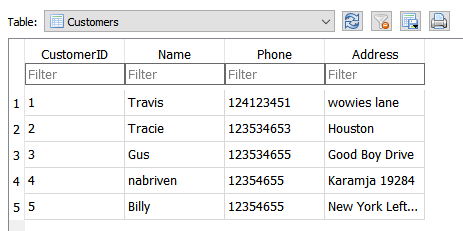 Table: Customers
CustomerID Name Phone Address
Filter Filter Filter Filter
1 1 Travis 124123451 wowies lane
2 2 Tracie 123534653 Houston
3 3 Gus 123534655 Good Boy Drive
4 4 nabriven 12354655 Karamja 19284
5 5 Billy 12354655 New York Left...